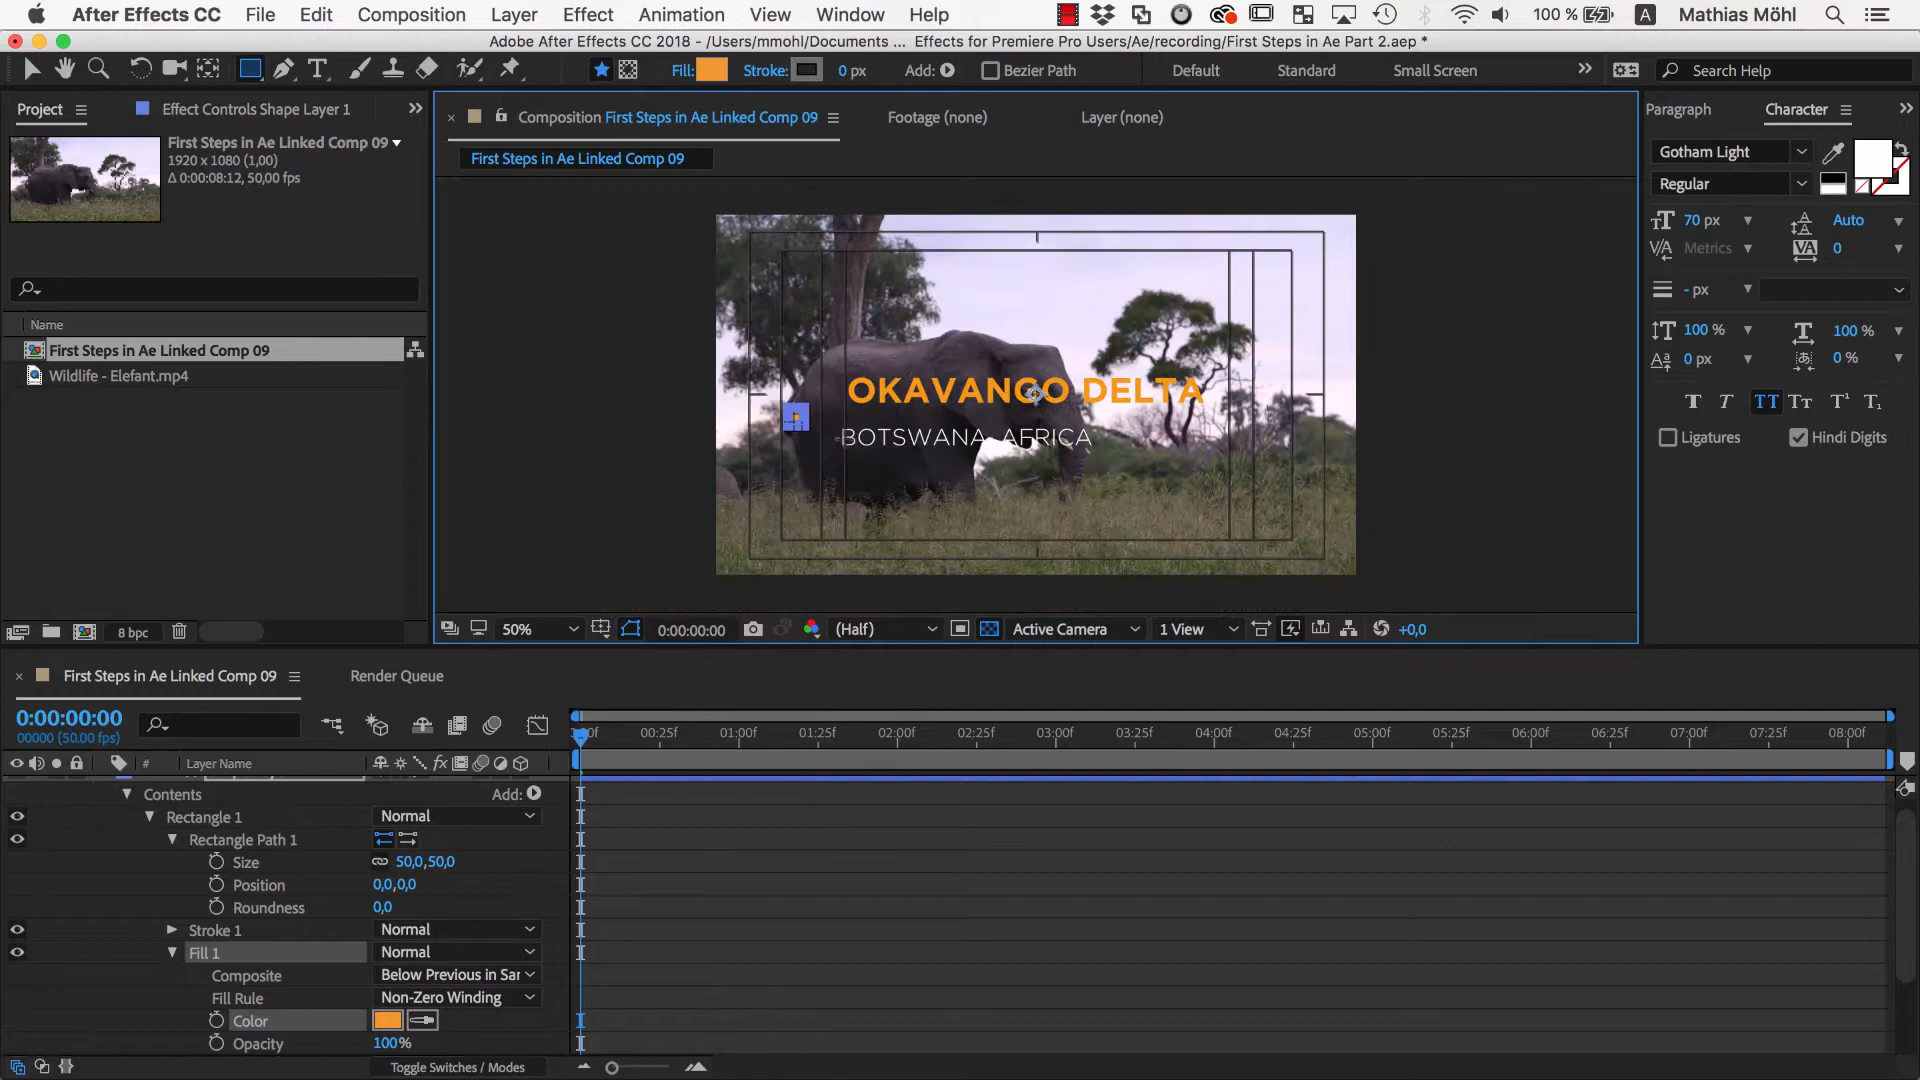 After Effects CC File Edit Composition Layer Effect Animation View Window Help 100 % A Mathias Möhl
Adobe After Effects CC 2018 - /Users/mmohl/Documents ... Effects for Premiere Pro Users/Ae/recording/First Steps in Ae Part 2.aep *
Fill: Stroke: 0 px Add: Bezier Path Default Standard Small Screen Search Help
Project Effect Controls Shape Layer 1
First Steps in Ae Linked Comp 09
1920 x 1080 (1,00)
Δ 0:00:08:12, 50,00 fps
Name
First Steps in Ae Linked Comp 09
Wildlife - Elefant.mp4
8 bpc
Composition First Steps in Ae Linked Comp 09 Footage (none) Layer (none)
First Steps in Ae Linked Comp 09
OKAVANGO DELTA
BOTSWANA, AFRICA
50% 0:00:00:00 (Half) Active Camera 1 View +0,0
Paragraph Character
Gotham Light
Regular
70 px Auto
Metrics 0
- px
100 % 100 %
0 px 0 %
TT
Ligatures Hindi Digits
First Steps in Ae Linked Comp 09 Render Queue
0:00:00:00
00000 (50.00 fps)
00f 00:25f 01:00f 01:25f 02:00f 02:25f 03:00f 03:25f 04:00f 04:25f 05:00f 05:25f 06:00f 06:25f 07:00f 07:25f 08:00f
# Layer Name
Contents Add:
Rectangle 1 Normal
Rectangle Path 1
Size 50,0,50,0
Position 0,0,0,0
Roundness 0,0
Stroke 1 Normal
Fill 1 Normal
Composite Below Previous in Sar
Fill Rule Non-Zero Winding
Color
Opacity 100%
Toggle Switches / Modes